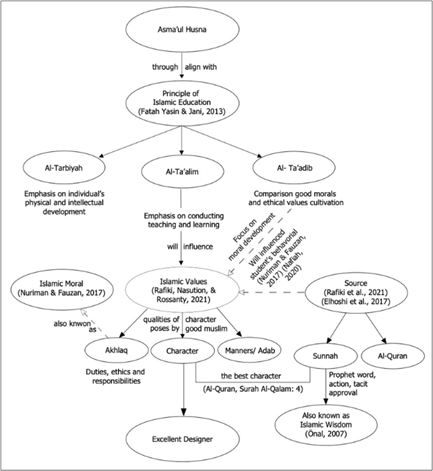 Asma'ul Husna
through align with
Principle of
Islamic Education
(Fatah Yasin & Jani, 2013)
Al-Tarbiyah
Al-Ta'alim
Al- Ta'adib
Emphasis on individual's
physical and intellectual
development
Comparison good morals
and ethical values cultivation
Emphasis on conducting
teaching and learning
will influence
Focus on
moral development
Will influenced
student's behavorial
(Nuriman & Fauzan,
2017) (Nafiah,
2020)
Islamic Moral
(Nuriman & Fauzan, 2017)
Islamic Values
(Rafiki, Nasution, &
Rossanty, 2021)
Source
(Rafiki et al., 2021)
(Elhoshi et al., 2017)
also knwon
as
qualities of character
poses by good muslim
Akhlaq
Character
Manners/ Adab
Sunnah
Al-Quran
Duties, ethics and
responsibilities
the best character
(Al-Quran, Surah Al-Qalam: 4)
Prophet word,
action, tacit
approval
Excellent Designer
Also known as
Islamic Wisdom
(Önal, 2007)